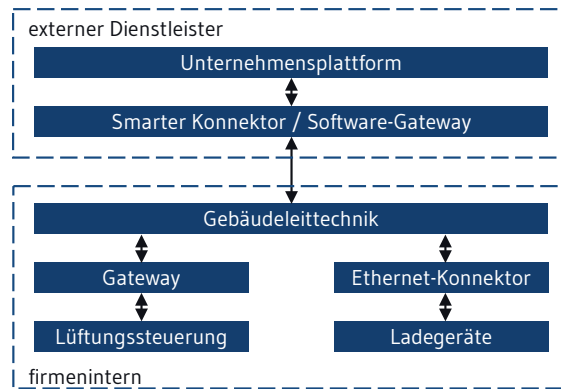 externer Dienstleister
Unternehmensplattform
Smarter Konnektor / Software-Gateway
Gebäudeleittechnik
Gateway
Ethernet-Konnektor
Lüftungssteuerung
Ladegeräte
firmenintern